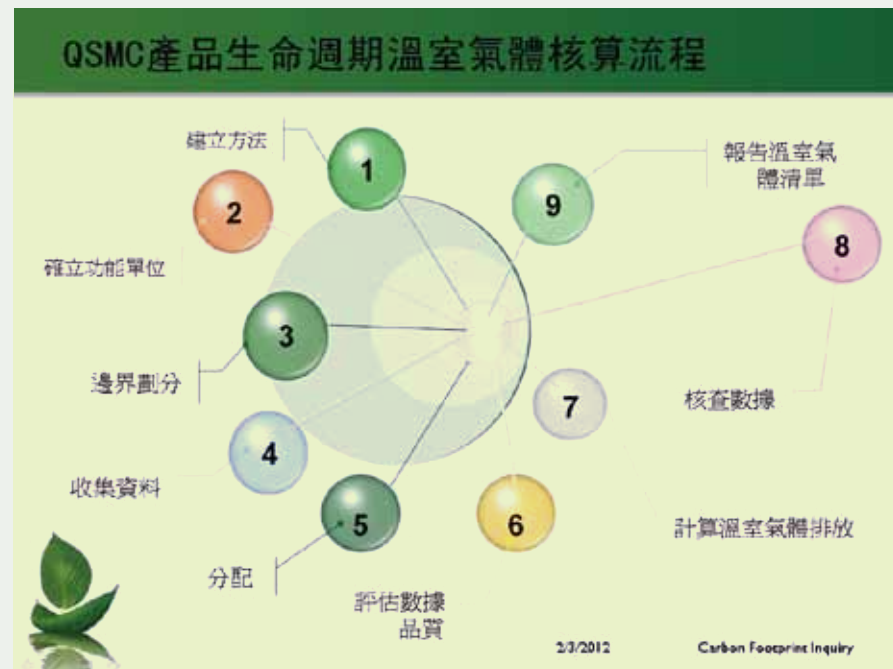 QSMC產品生命週期溫室氣體核算流程
建立方法
1
2
確立功能單位
3
邊界劃分
4
收集資料
5
分配
6
評估數據
品質
7
計算溫室氣體排放
8
核查數據
9
報告溫室氣
體清單
2/3/2012
Carbon Footprint Inquiry